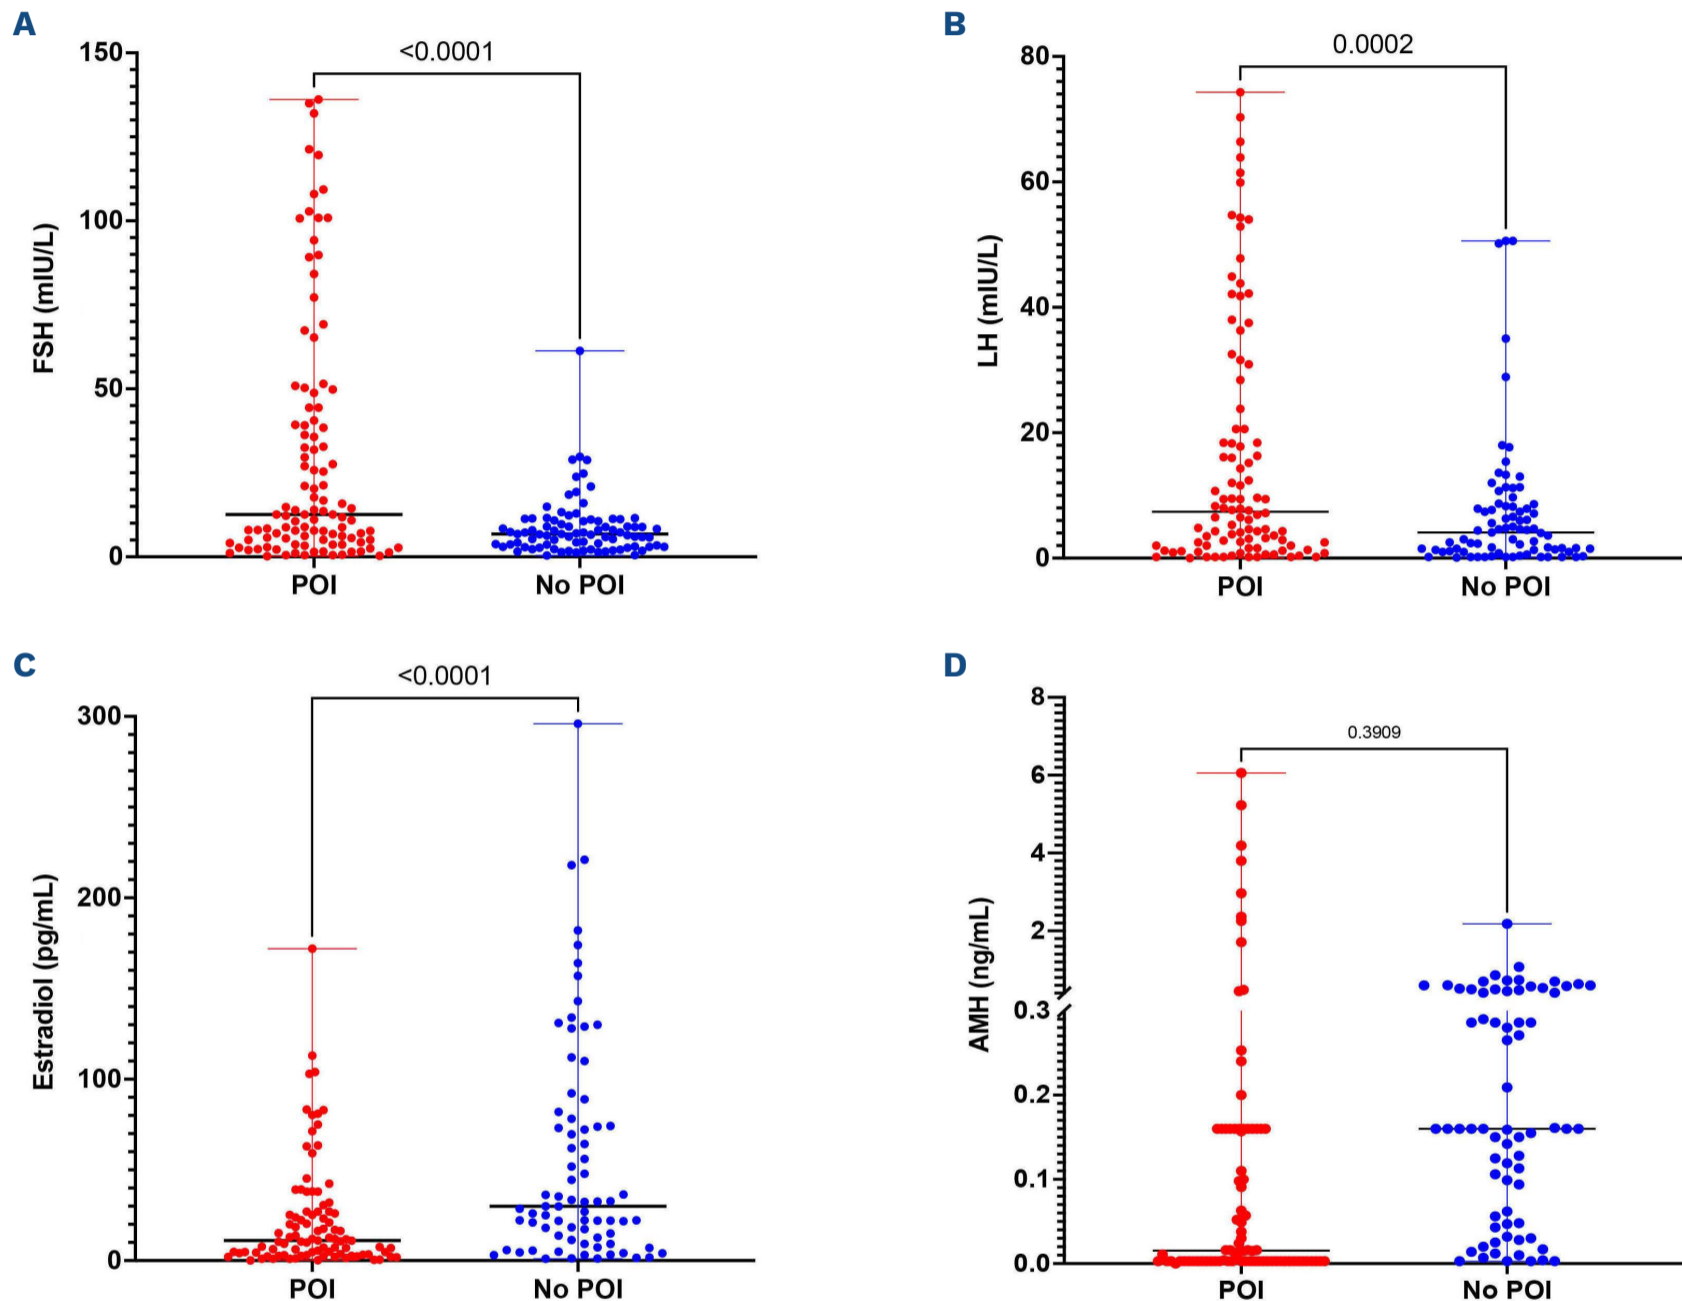 A
<0.0001
150
100
50
0
FSH (mIU/L)
POI
No POI
B
0.0002
80
60
40
20
0
LH (mIU/L)
POI
No POI
C
<0.0001
300
200
100
0
Estradiol (pg/mL)
POI
No POI
D
0.3909
8
6
4
2
0.3
0.2
0.1
0.0
AMH (ng/mL)
POI
No POI